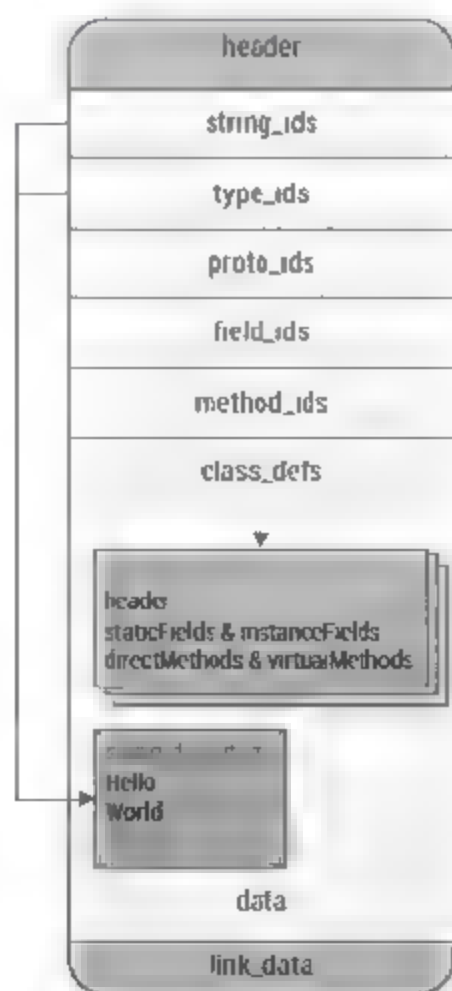 header
string_ids
type_ids
proto_ids
field_ids
method_ids
class_defs
header
staticFields & instanceFields
directMethods & virtualMethods
Hello
World
data
link_data